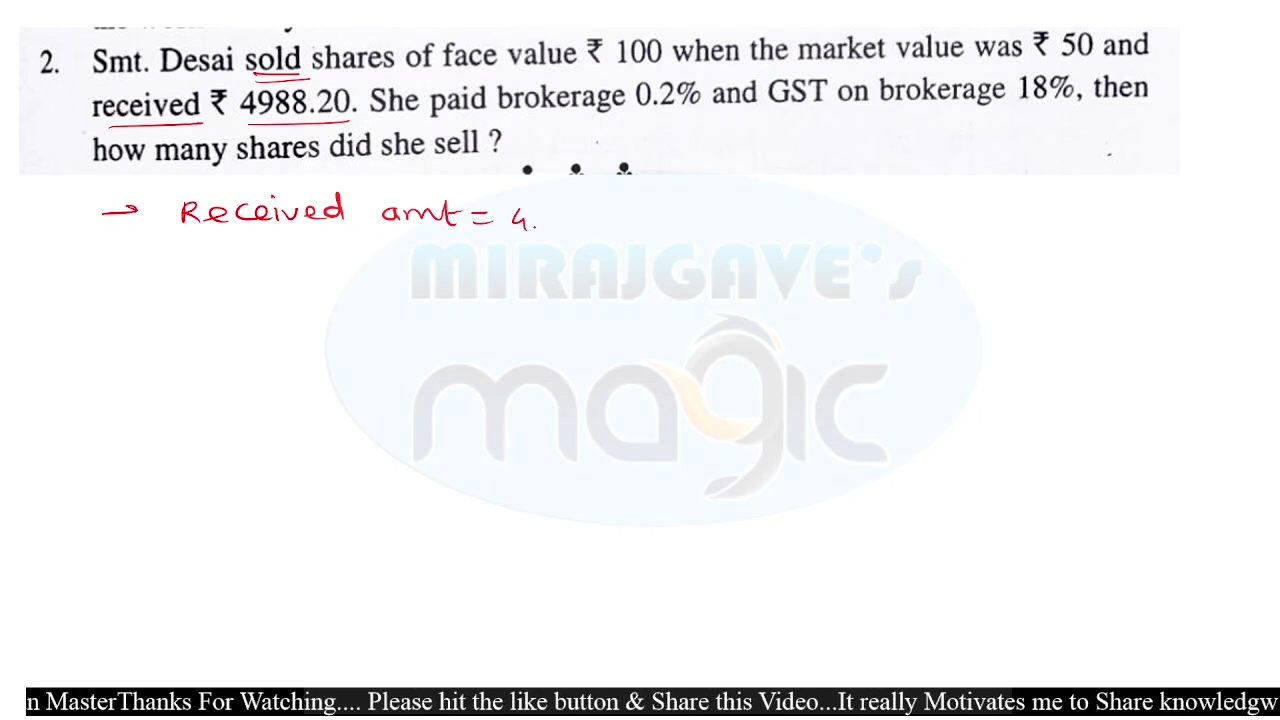 2. Smt. Desai sold shares of face value ₹ 100 when the market value was ₹ 50 and
received ₹ 4988.20. She paid brokerage 0.2% and GST on brokerage 18%, then
how many shares did she sell ?
→ Received amt = 4.
MIRAJGAVE's
magic
n MasterThanks For Watching.... Please hit the like button & Share this Video...It really Motivates me to Share knowledgw